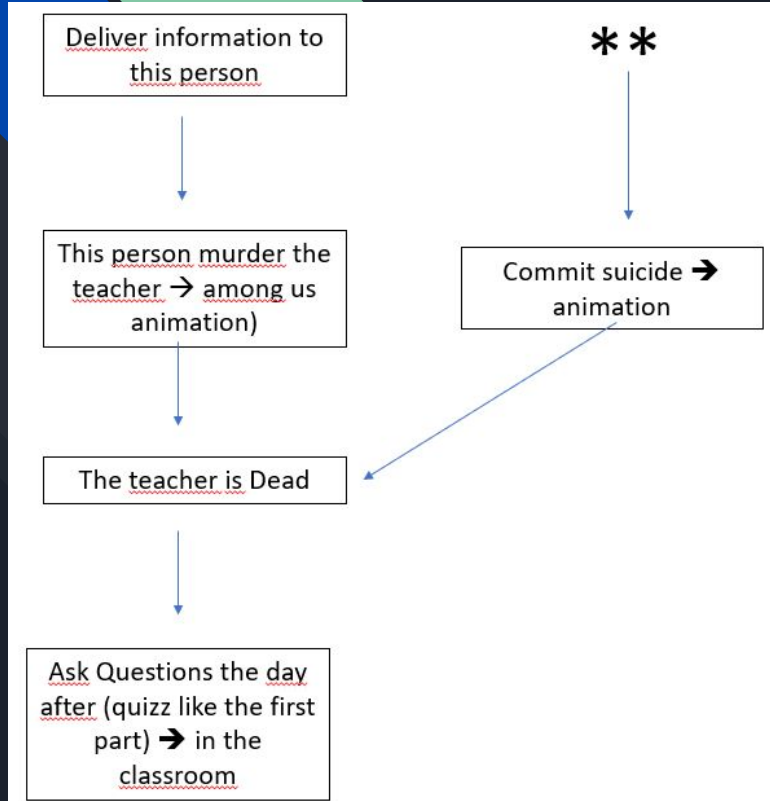 Deliver information to
this person
**
This person murder the
teacher → among us
animation)
Commit suicide ➔
animation
The teacher is Dead
Ask Questions the day
after (quizz like the first
part) ➔ in the
classroom